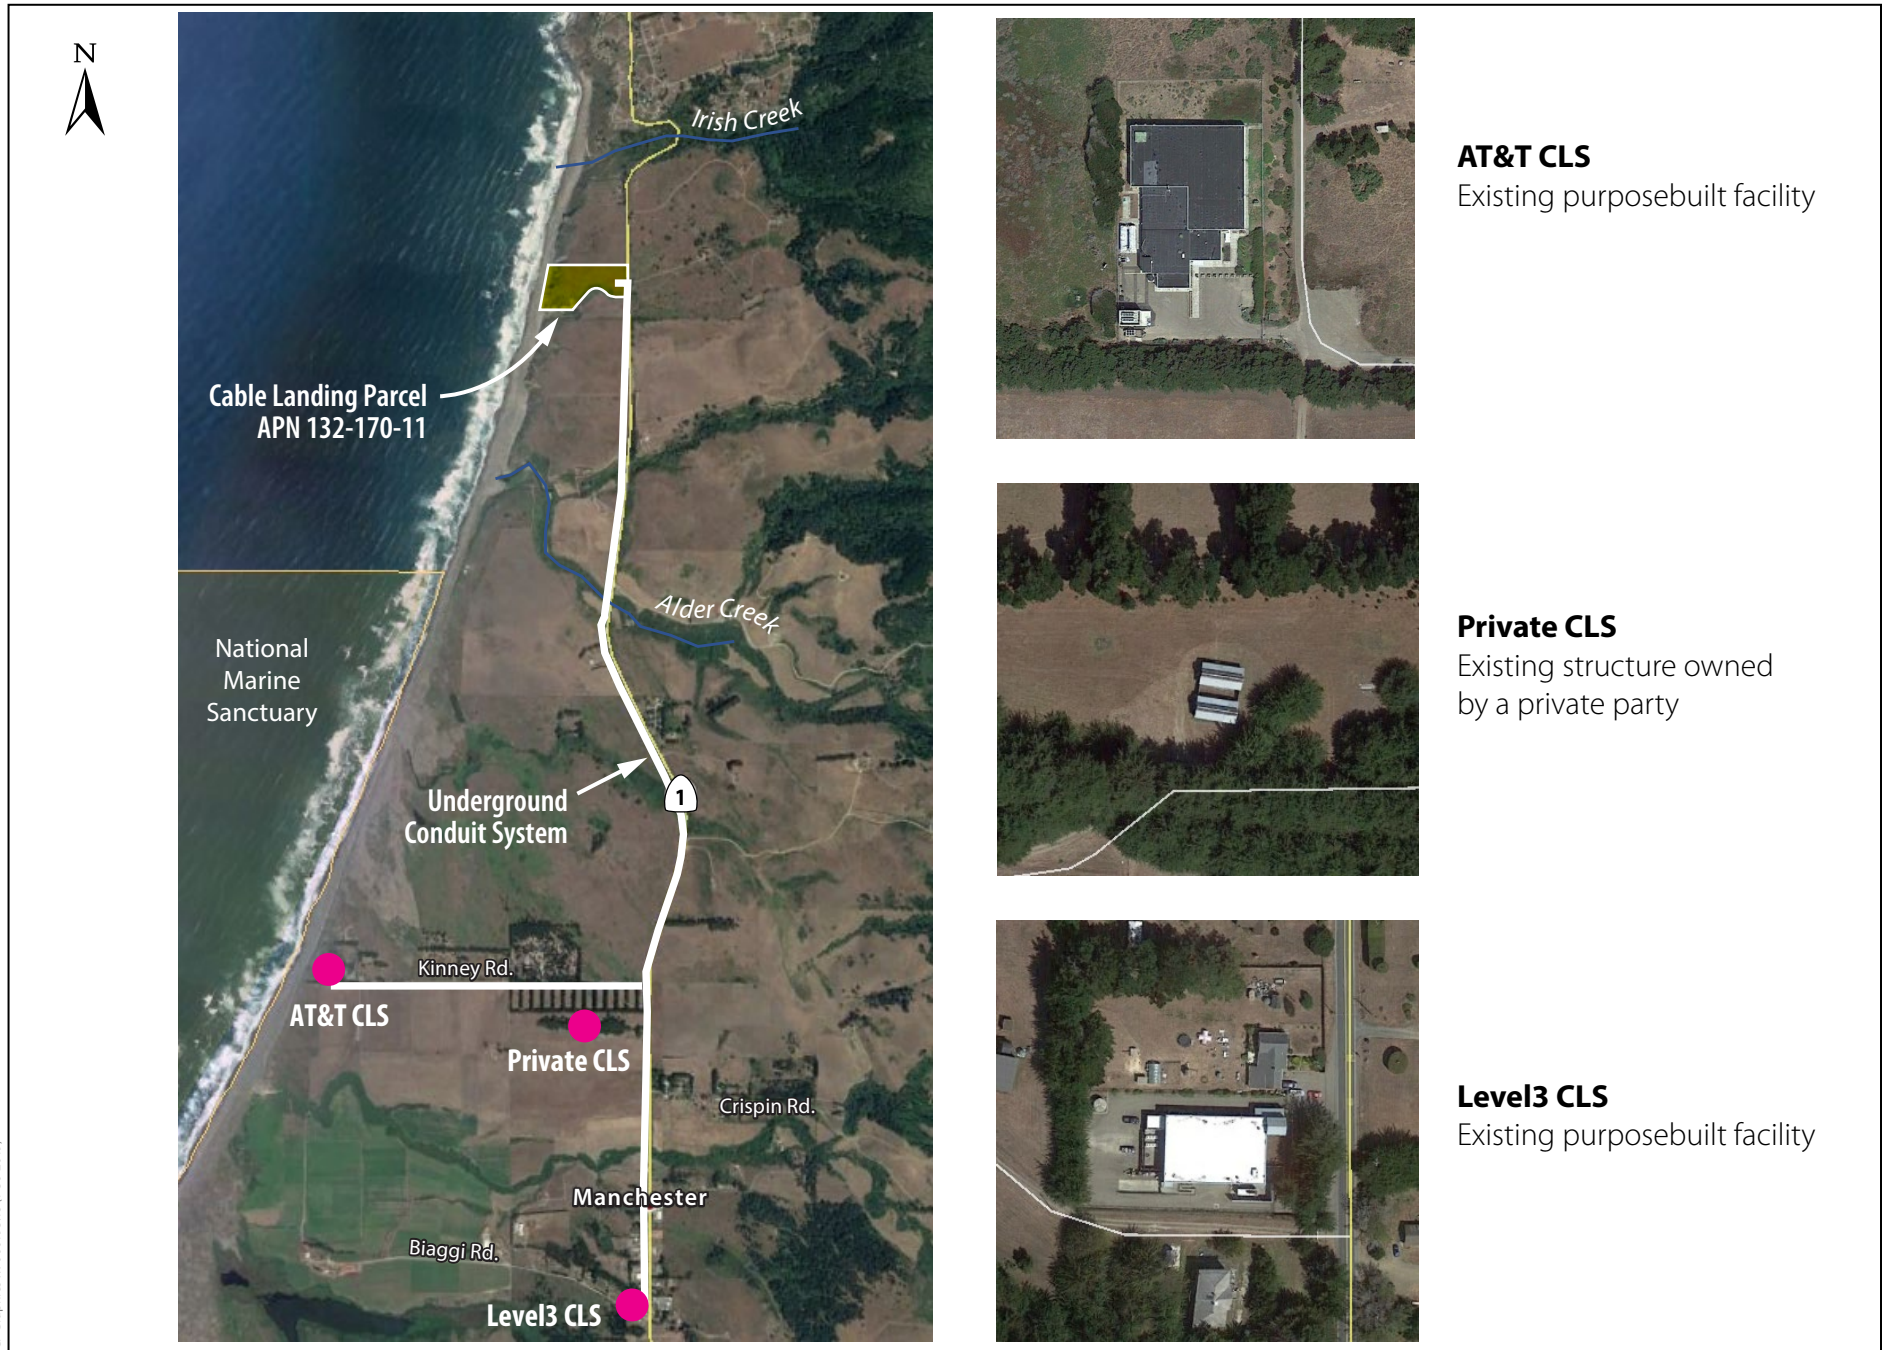 N
Irish Creek
Cable Landing Parcel
APN 132-170-11
Alder Creek
National
Marine
Sanctuary
Underground
Conduit System
1
Kinney Rd.
AT&T CLS
Private CLS
Crispin Rd.
Manchester
Biaggi Rd.
Level3 CLS
AT&T CLS
Existing purposebuilt facility
Private CLS
Existing structure owned
by a private party
Level3 CLS
Existing purposebuilt facility